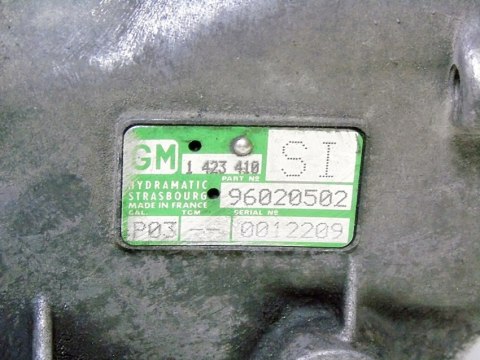 GM 1 423 410 SI
PART Nº
HYDRAMATIC
STRASBOURG 96020502
MADE IN FRANCE
CAL. TCM SERIAL Nº
P03 -- 0012209